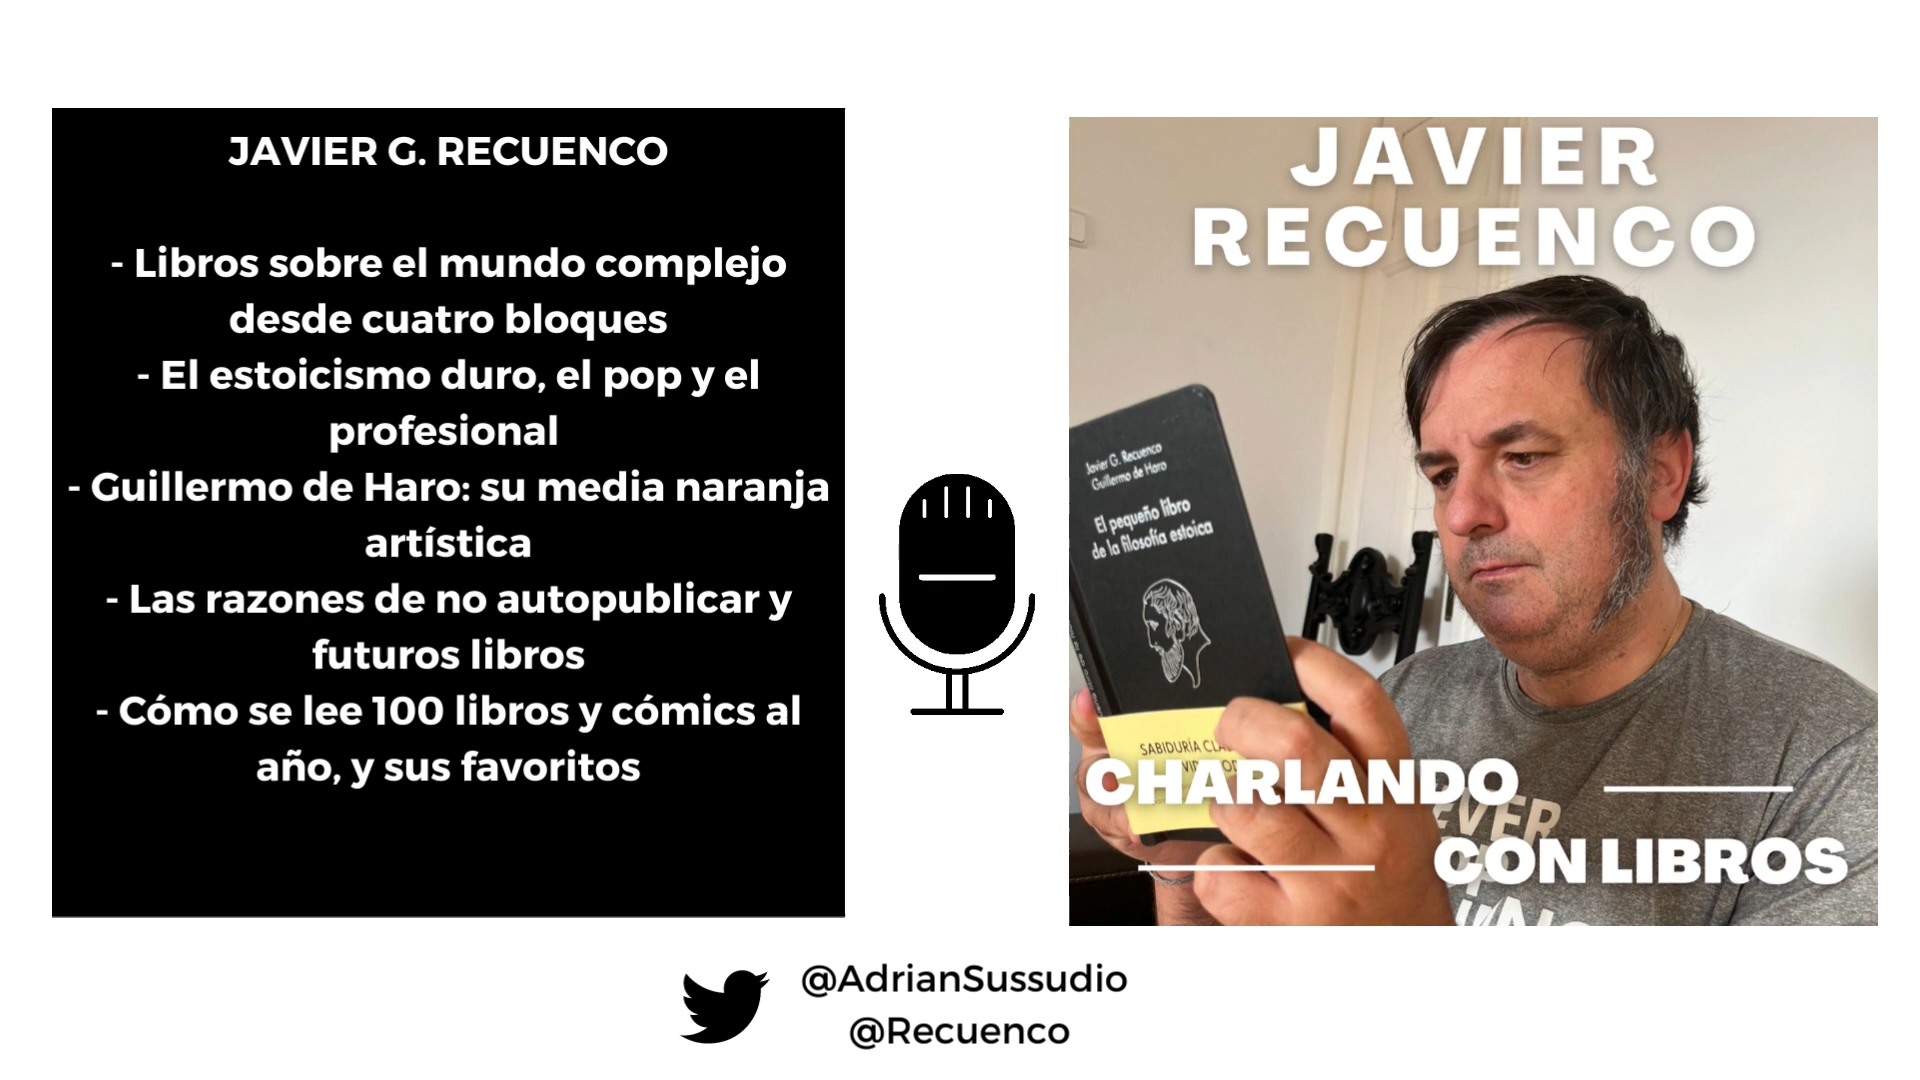 JAVIER G. RECUENCO
- Libros sobre el mundo complejo
desde cuatro bloques
- El estoicismo duro, el pop y el
profesional
- Guillermo de Haro: su media naranja
artística
- Las razones de no autopublicar y
futuros libros
- Cómo se lee 100 libros y cómics al
año, y sus favoritos
JAVIER
RECUENCO
Javier G. Recuenco
Guillermo de Haro
El pequeño libro
de la filosofía estoica
SABIDURÍA
CHARLANDO
CON LIBROS
@AdrianSussudio
@Recuenco